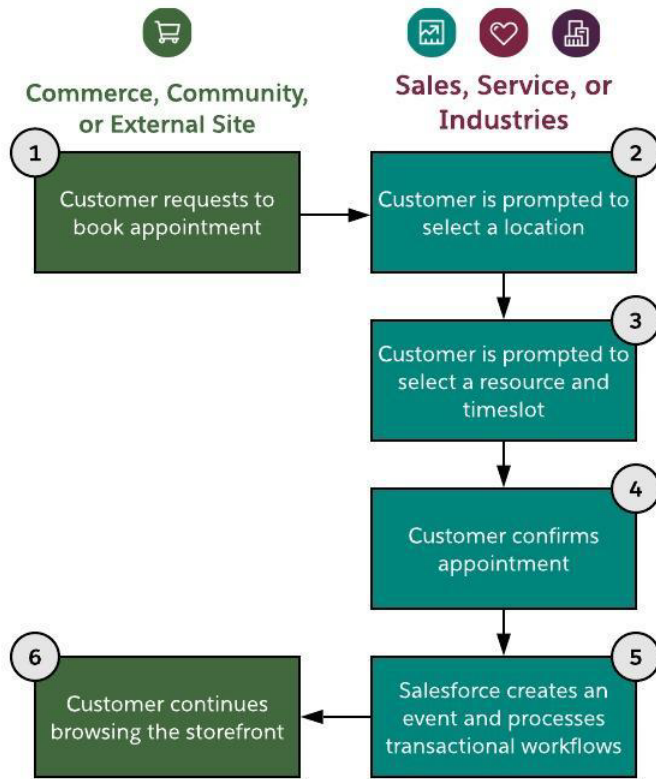 Commerce, Community,
or External Site
Sales, Service, or
Industries
1
Customer requests to
book appointment
2
Customer is prompted to
select a location
3
Customer is prompted to
select a resource and
timeslot
4
Customer confirms
appointment
5
Salesforce creates an
event and processes
transactional workflows
6
Customer continues
browsing the storefront